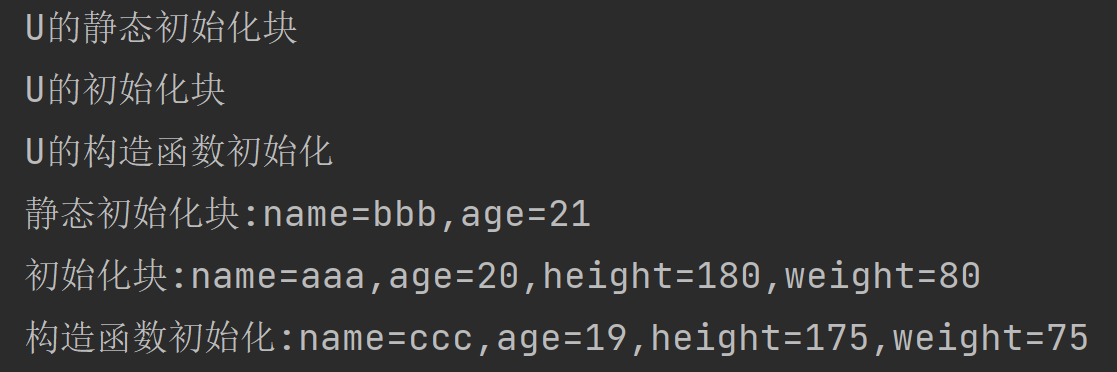 U的静态初始化块
U的初始化块
U的构造函数初始化
静态初始化块:name=bbb,age=21
初始化块:name=aaa,age=20,height=180,weight=80
构造函数初始化:name=ccc,age=19,height=175,weight=75